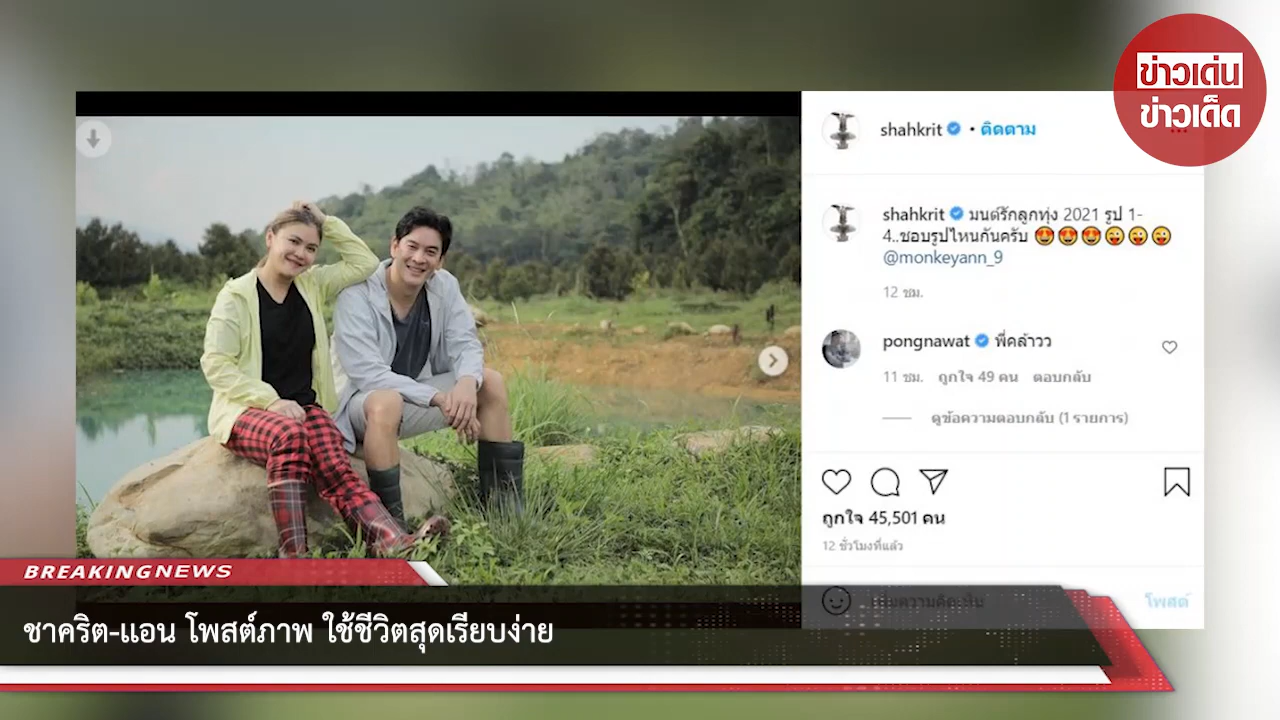 ข่าวเด่น
ข่าวเด็ด
shahkrit • ติดตาม
shahkrit มนต์รักลูกทุ่ง 2021 รูป 1-
4..ชอบรูปไหนกันครับ 😍😍😍😜😜😜
@monkeyann_9
12 ชม.
pongnawat พี่คล้าวว
11 ชม. ถูกใจ 49 คน ตอบกลับ
ดูข้อความตอบกลับ (1 รายการ)
ถูกใจ 45,501 คน
12 ชั่วโมงที่แล้ว
โพสต์
BREAKINGNEWS
ชาคริต-แอน โพสต์ภาพ ใช้ชีวิตสุดเรียบง่าย